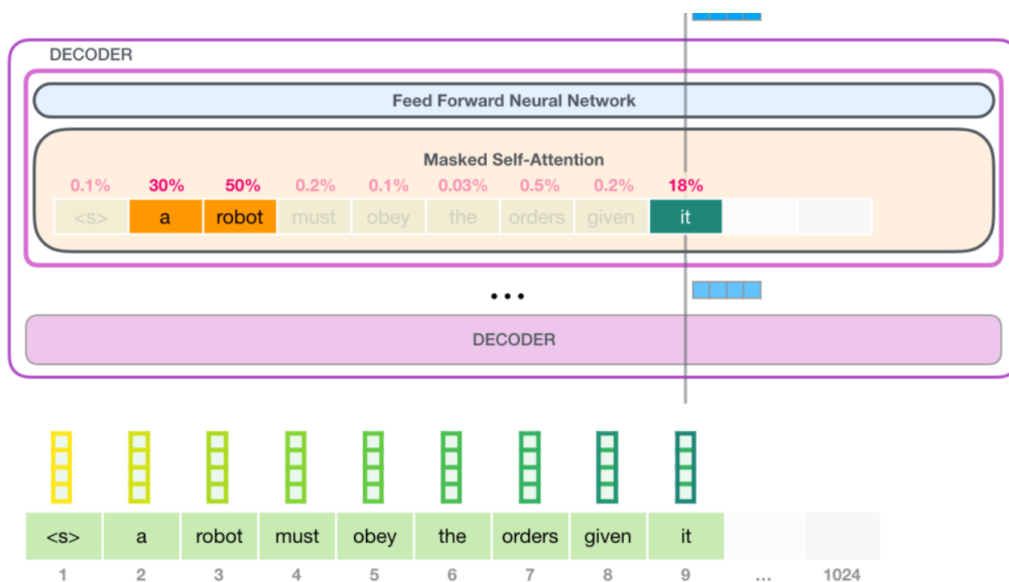 DECODER
Feed Forward Neural Network
Masked Self-Attention
0.1% 30% 50% 0.2% 0.1% 0.03% 0.5% 0.2% 18%
<s> a robot must obey the orders given it
...
DECODER
<s> a robot must obey the orders given it
1 2 3 4 5 6 7 8 9 ... 1024